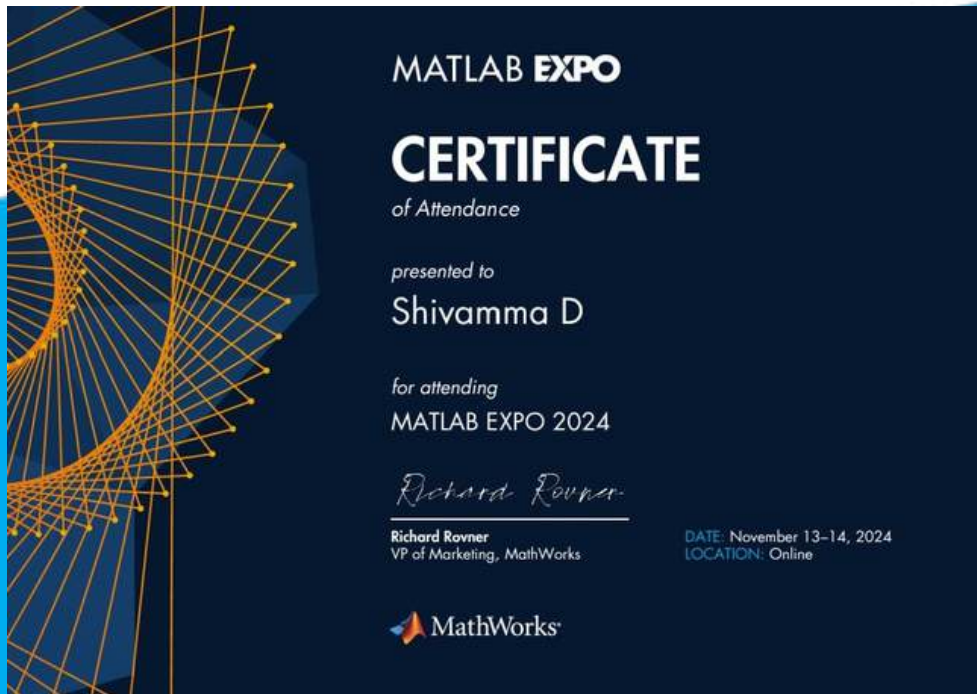 MATLAB EXPO
CERTIFICATE
of Attendance
presented to
Shivamma D
for attending
MATLAB EXPO 2024
Richard Rovner
Richard Rovner
VP of Marketing, MathWorks
DATE: November 13–14, 2024
LOCATION: Online
MathWorks®